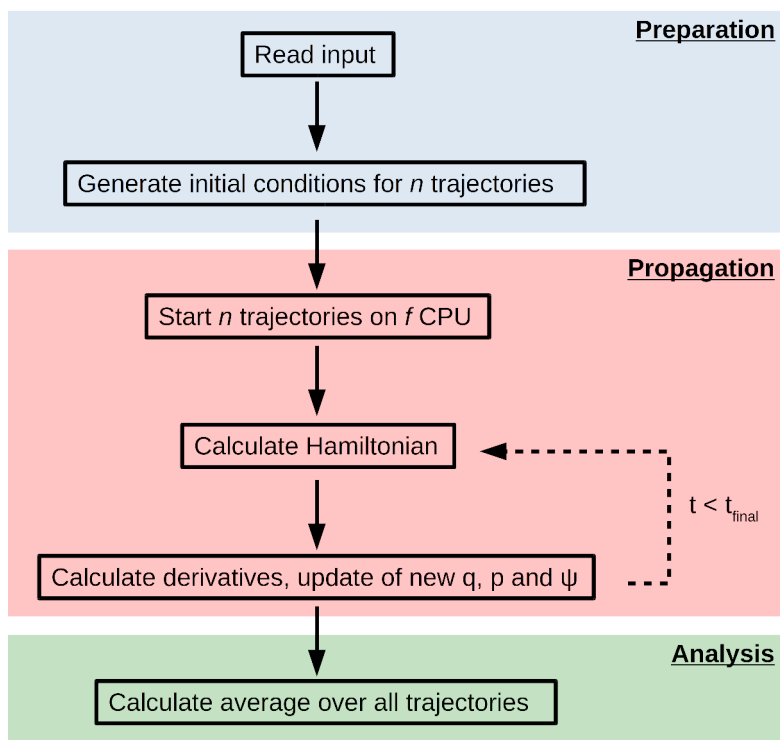 Preparation
Read input
Generate initial conditions for n trajectories
Propagation
Start n trajectories on f CPU
Calculate Hamiltonian
t < tfinal
Calculate derivatives, update of new q, p and ψ
Analysis
Calculate average over all trajectories